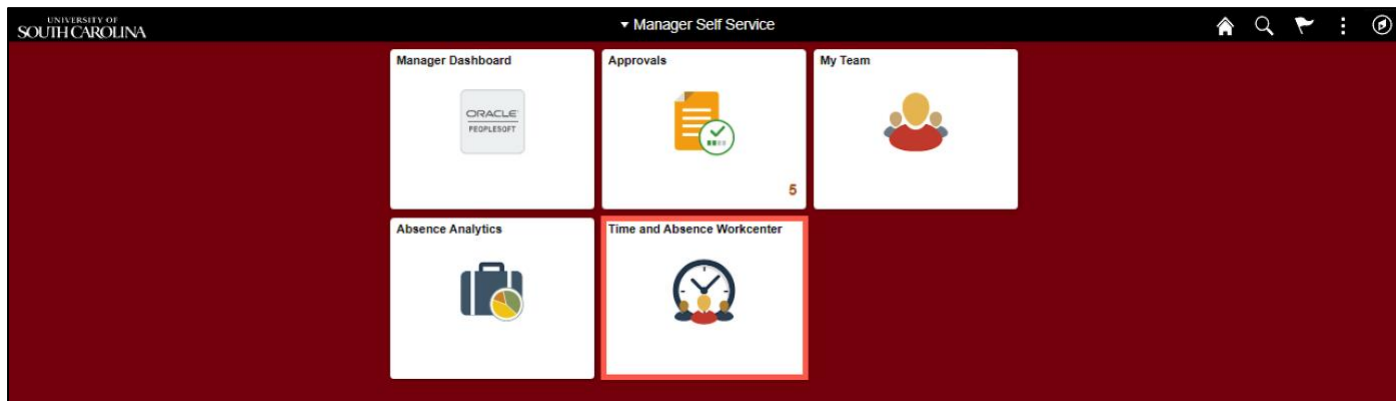 UNIVERSITY OF
SOUTH CAROLINA
Manager Self Service
Manager Dashboard
Approvals
My Team
ORACLE
PEOPLESOFT
5
Absence Analytics
Time and Absence Workcenter